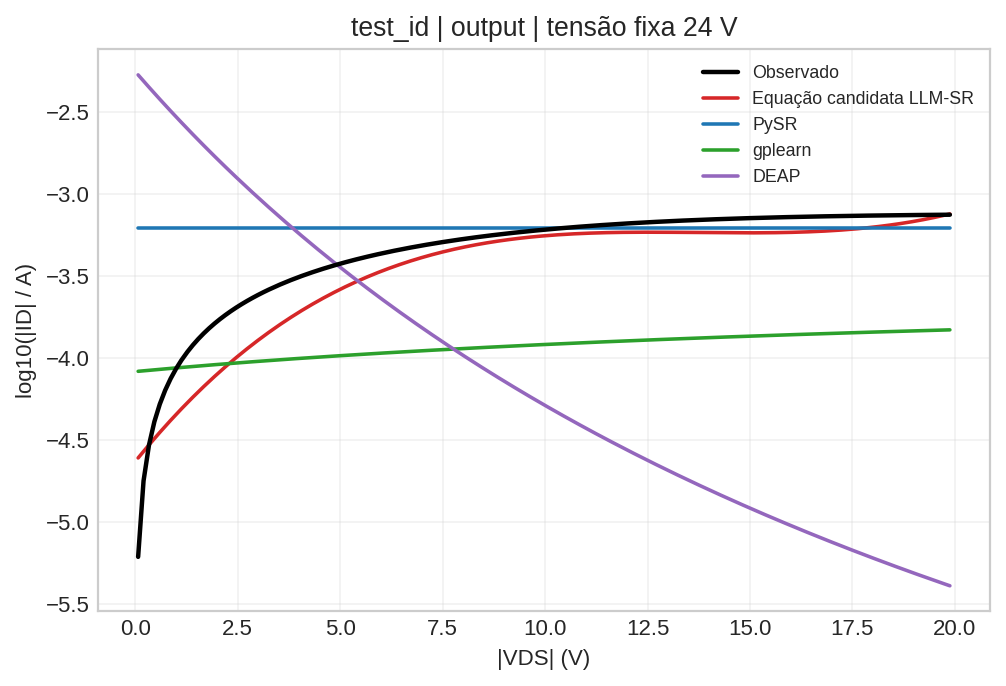 test_id | output | tensão fixa 24 V
Observado
Equação candidata LLM-SR
PySR
gplearn
DEAP
−2.5
−3.0
−3.5
−4.0
−4.5
−5.0
−5.5
log10(|ID| / A)
0.0 2.5 5.0 7.5 10.0 12.5 15.0 17.5 20.0
|VDS| (V)